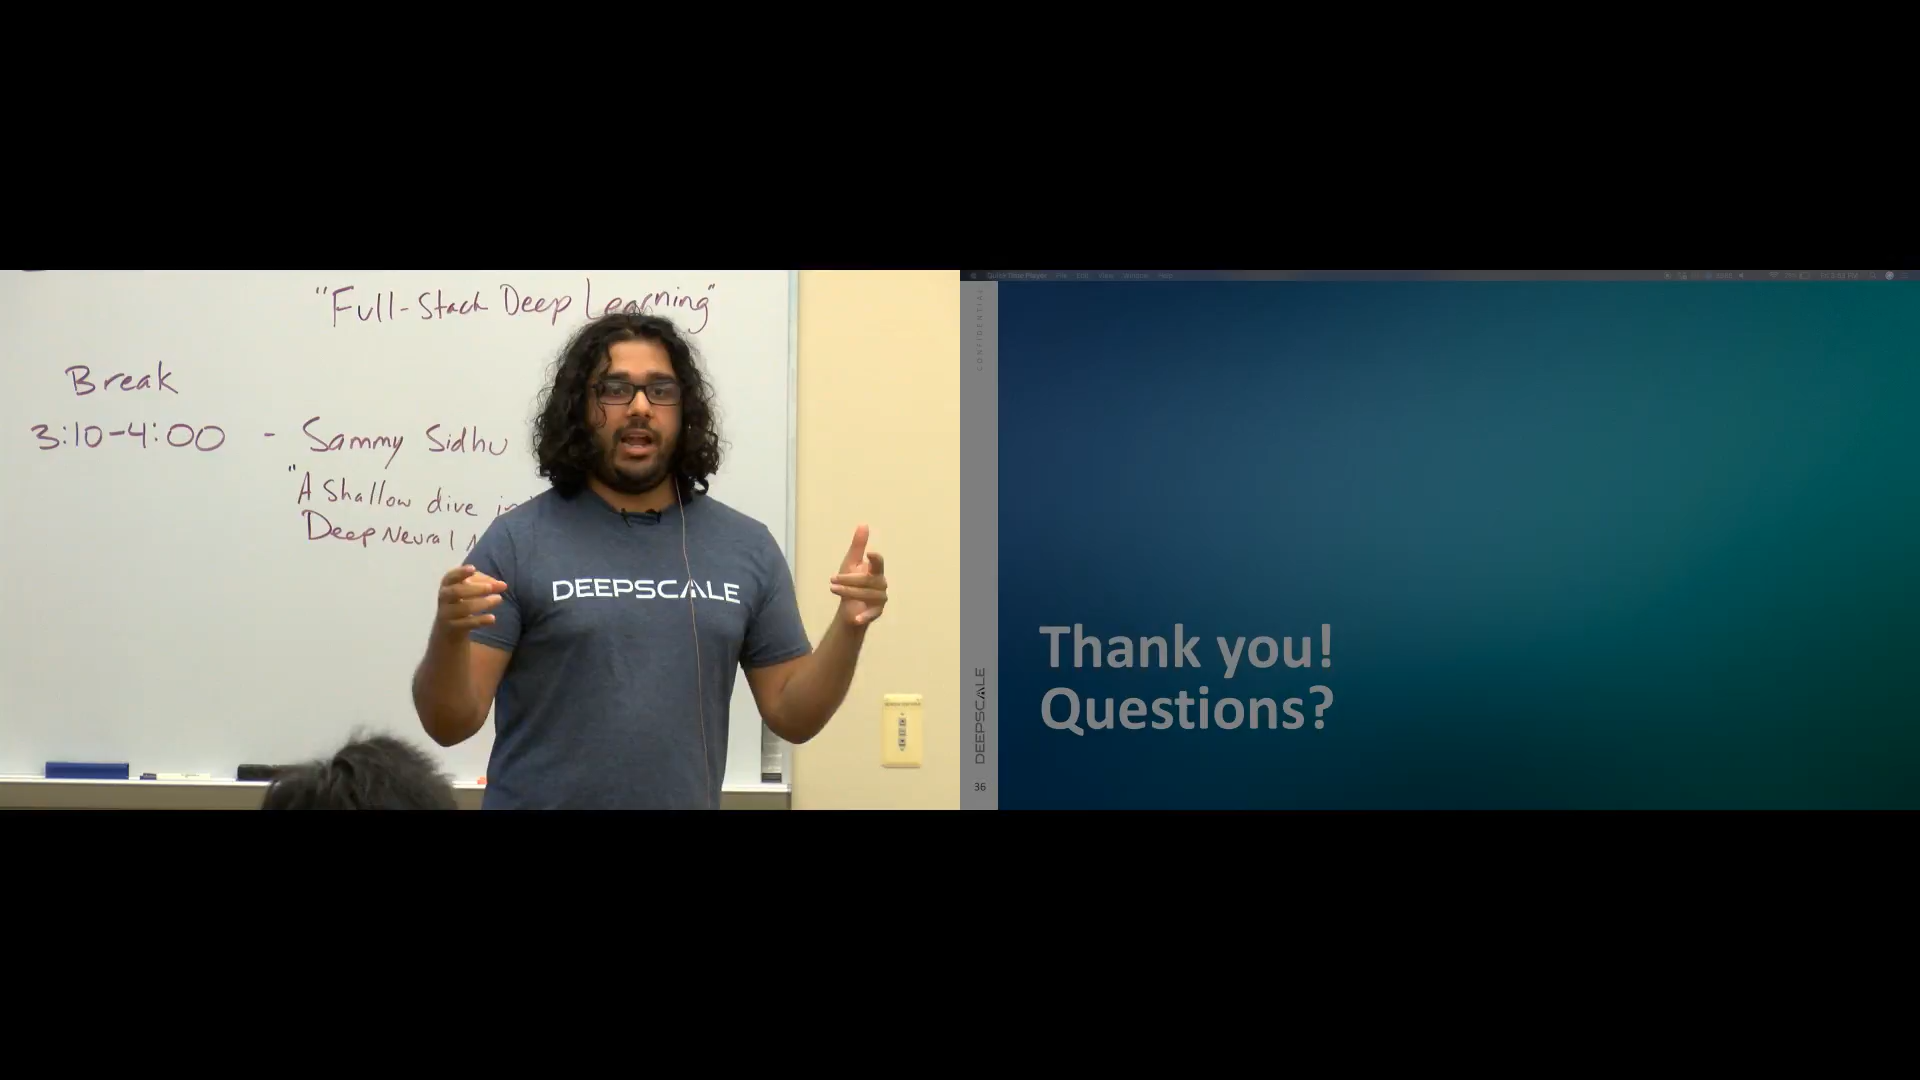 "Full-Stack Deep Learning"
Break
3:10-4:00 - Sammy Sidhu
"A Shallow dive in
Deep Neural
DEEPSCALE
CONFIDENTIAL
Thank you!
Questions?
DEEPSCALE
36